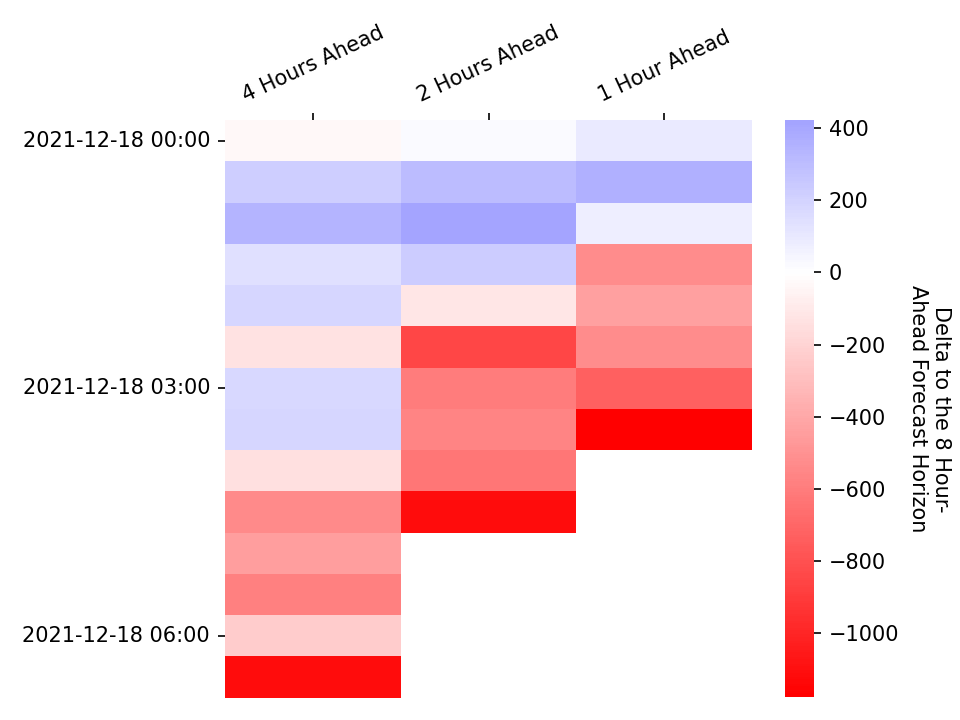 4 Hours Ahead
2 Hours Ahead
1 Hour Ahead
2021-12-18 00:00
2021-12-18 03:00
2021-12-18 06:00
400
200
0
−200
−400
−600
−800
−1000
Delta to the 8 Hour-
Ahead Forecast Horizon